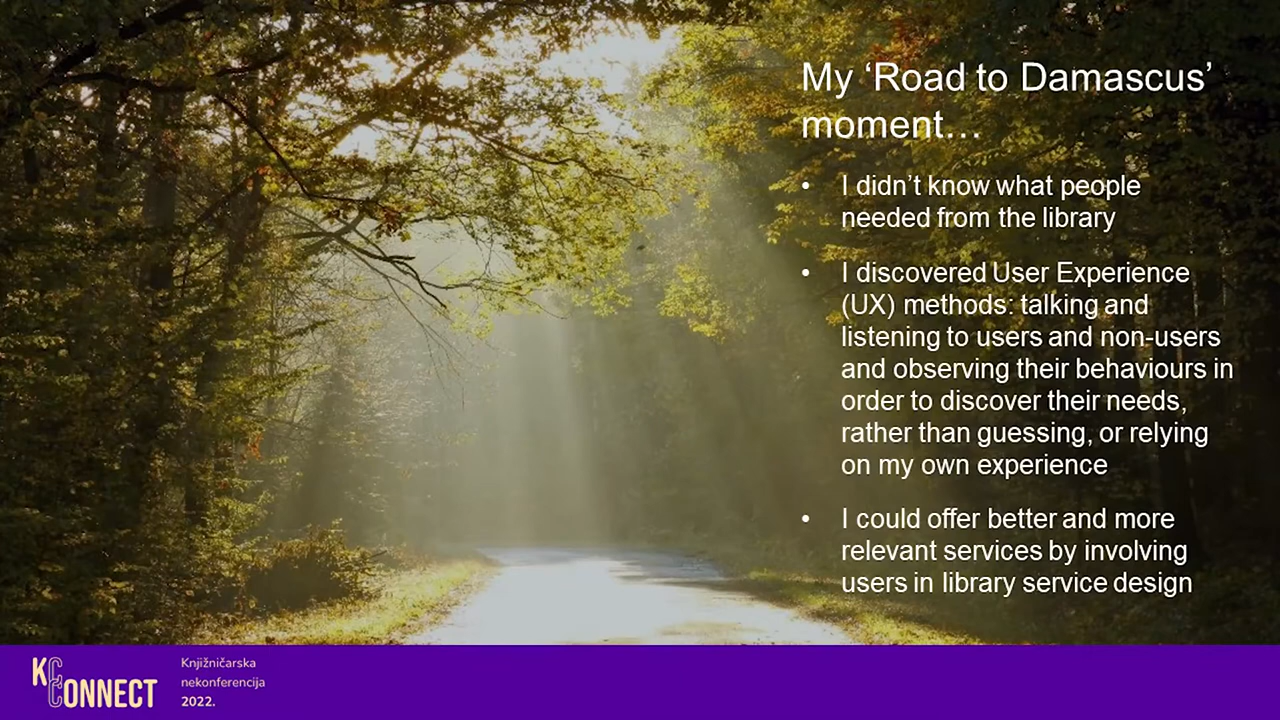 My ‘Road to Damascus’
moment…
• I didn’t know what people
needed from the library
• I discovered User Experience
(UX) methods: talking and
listening to users and non-users
and observing their behaviours in
order to discover their needs,
rather than guessing, or relying
on my own experience
• I could offer better and more
relevant services by involving
users in library service design
KCONNECT
Knjižničarska
nekonferencija
2022.